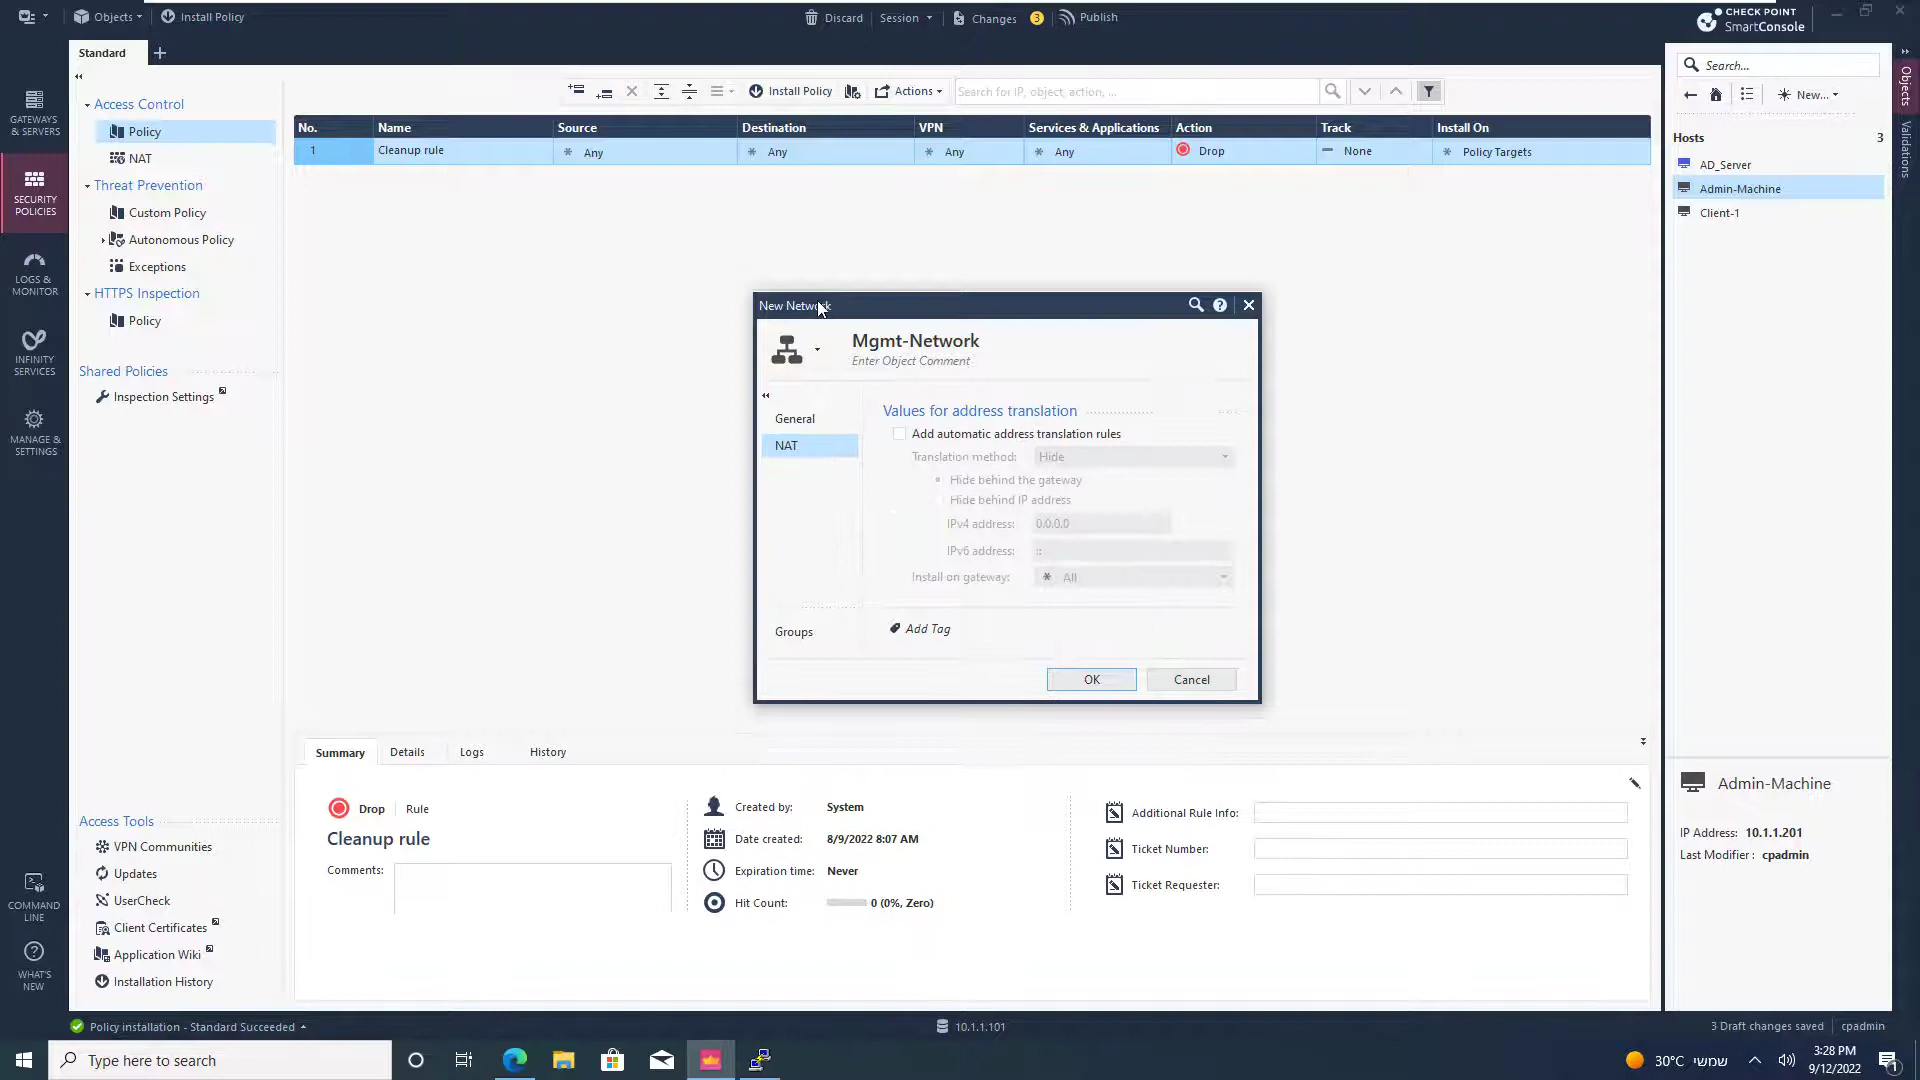 Objects
Install Policy
Discard
Session
Changes
3
Publish
CHECK POINT
SmartConsole
Standard
GATEWAYS
& SERVERS
SECURITY
POLICIES
LOGS &
MONITOR
INFINITY
SERVICES
MANAGE &
SETTINGS
COMMAND
LINE
WHAT'S
NEW
Access Control
Policy
NAT
Threat Prevention
Custom Policy
Autonomous Policy
Exceptions
HTTPS Inspection
Policy
Shared Policies
Inspection Settings
Access Tools
VPN Communities
Updates
UserCheck
Client Certificates
Application Wiki
Installation History
Install Policy
Actions
Search for IP, object, action, ...
No. Name Source Destination VPN Services & Applications Action Track Install On
1 Cleanup rule * Any * Any * Any * Any Drop None * Policy Targets
New Network
Mgmt-Network
Enter Object Comment
General
NAT
Groups
Values for address translation
Add automatic address translation rules
Translation method: Hide
Hide behind the gateway
Hide behind IP address
IPv4 address: 0.0.0.0
IPv6 address: ::
Install on gateway: * All
Add Tag
OK
Cancel
Summary
Details
Logs
History
Drop Rule
Cleanup rule
Comments:
Created by: System
Date created: 8/9/2022 8:07 AM
Expiration time: Never
Hit Count: 0 (0%, Zero)
Additional Rule Info:
Ticket Number:
Ticket Requester:
Search...
New...
Hosts 3
AD_Server
Admin-Machine
Client-1
Objects
Validations
Admin-Machine
IP Address: 10.1.1.201
Last Modifier : cpadmin
Policy installation - Standard Succeeded
10.1.1.101
3 Draft changes saved
cpadmin
Type here to search
30°C שמשי
3:28 PM
9/12/2022
1